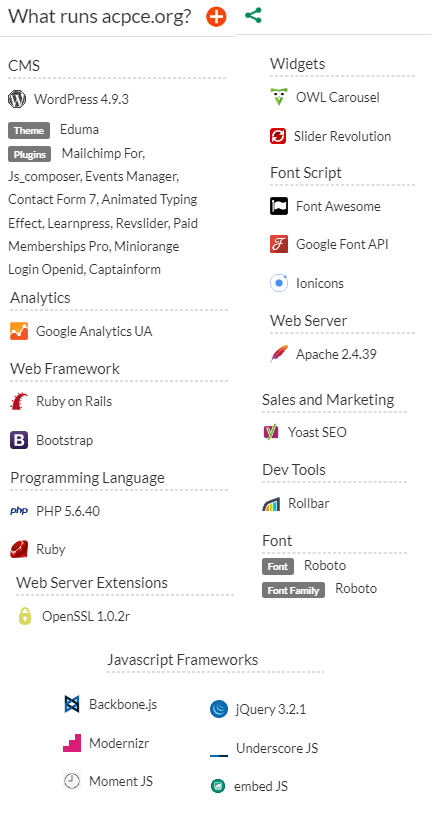 What runs acpce.org?
CMS
WordPress 4.9.3
Theme Eduma
Plugins Mailchimp For,
Js_composer, Events Manager,
Contact Form 7, Animated Typing
Effect, Learnpress, Revslider, Paid
Memberships Pro, Miniorange
Login Openid, Captainform
Analytics
Google Analytics UA
Web Framework
Ruby on Rails
B Bootstrap
Programming Language
php PHP 5.6.40
Ruby
Web Server Extensions
OpenSSL 1.0.2r
Widgets
OWL Carousel
Slider Revolution
Font Script
Font Awesome
Google Font API
Ionicons
Web Server
Apache 2.4.39
Sales and Marketing
Yoast SEO
Dev Tools
Rollbar
Font
Font Roboto
Font Family Roboto
Javascript Frameworks
Backbone.js
Modernizr
Moment JS
jQuery 3.2.1
Underscore JS
embed JS